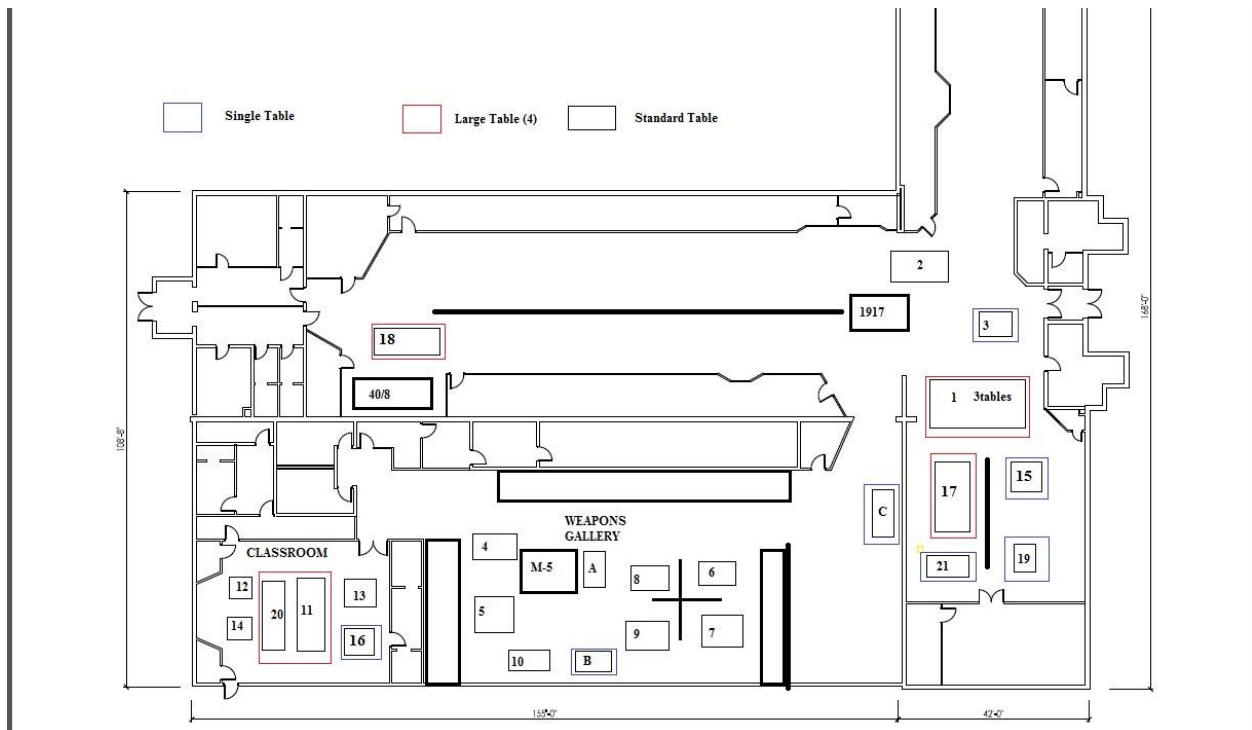 Single Table
Large Table (4)
Standard Table
2
1917
3
18
40/8
1 3tables
108'-8"
168'-0"
17
15
C
WEAPONS
GALLERY
CLASSROOM
4
M-5
A
8
6
21
19
12
20
11
13
5
14
16
9
7
10
B
155'-0"
42'-0"